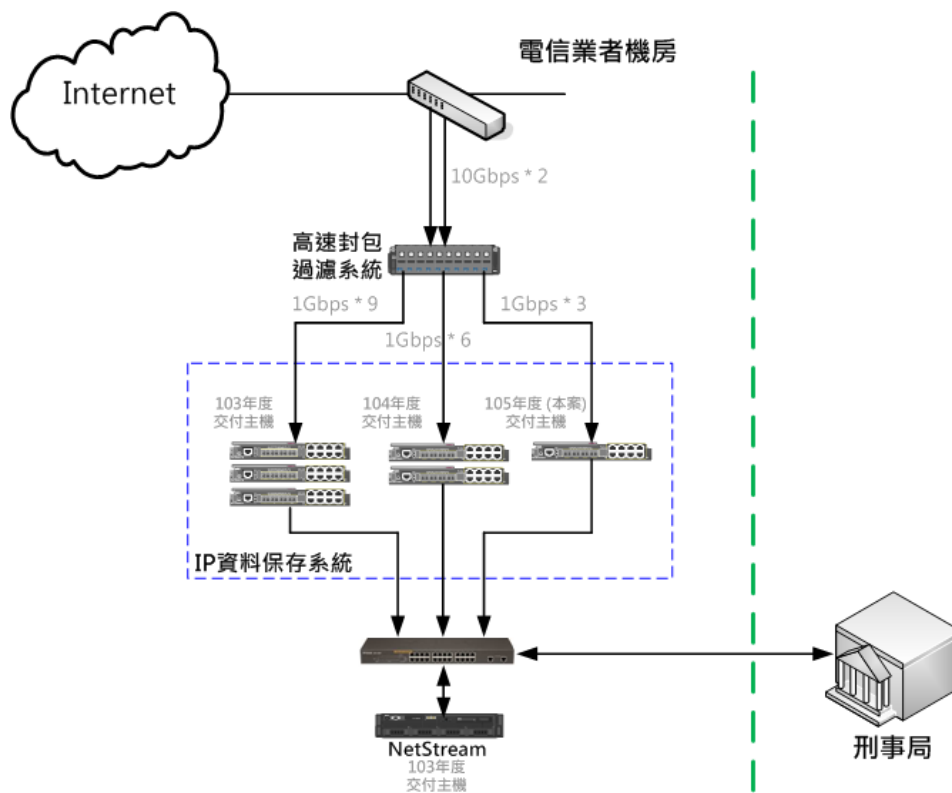 電信業者機房
Internet
10Gbps * 2
高速封包
過濾系統
1Gbps * 9
1Gbps * 3
1Gbps * 6
103年度
交付主機
104年度
交付主機
105年度 (本案)
交付主機
IP資料保存系統
NetStream
103年度
交付主機
刑事局